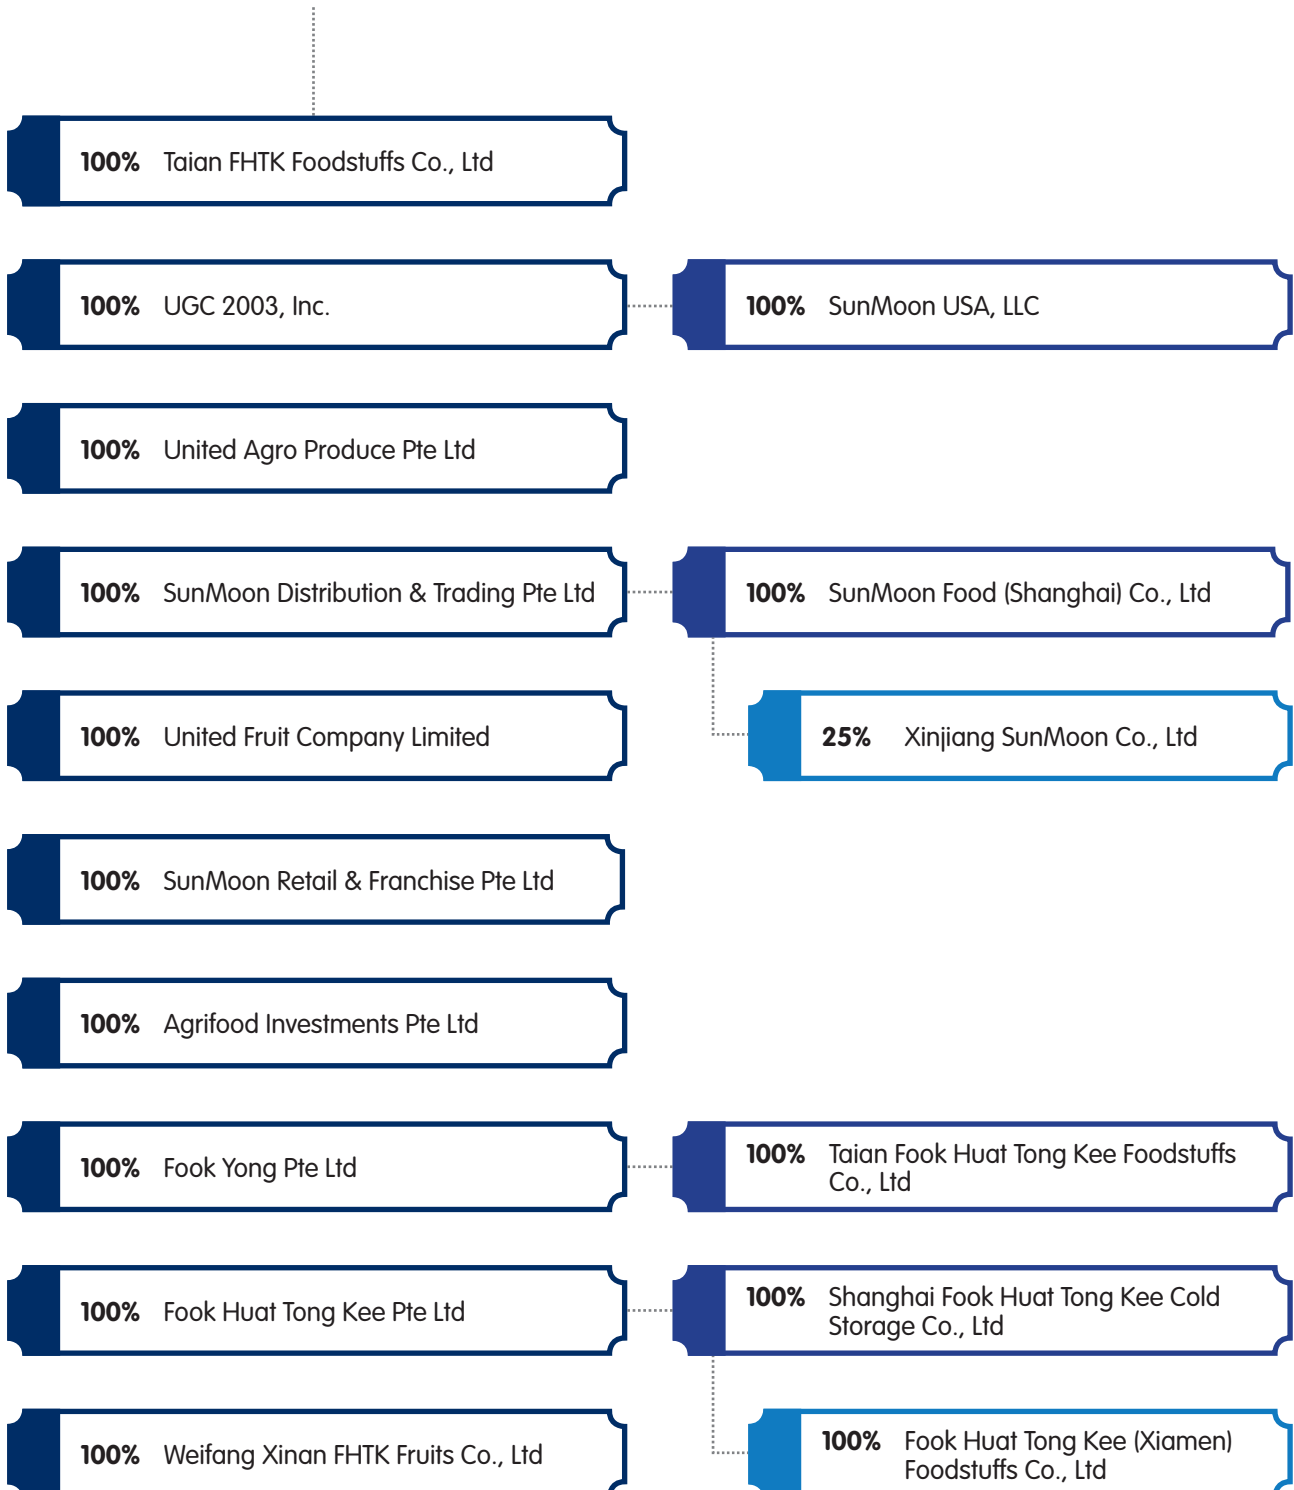 100% Taian FHTK Foodstuffs Co., Ltd
100% UGC 2003, Inc.
100% SunMoon USA, LLC
100% United Agro Produce Pte Ltd
100% SunMoon Distribution & Trading Pte Ltd
100% SunMoon Food (Shanghai) Co., Ltd
100% United Fruit Company Limited
25% Xinjiang SunMoon Co., Ltd
100% SunMoon Retail & Franchise Pte Ltd
100% Agrifood Investments Pte Ltd
100% Fook Yong Pte Ltd
100% Taian Fook Huat Tong Kee Foodstuffs
Co., Ltd
100% Fook Huat Tong Kee Pte Ltd
100% Shanghai Fook Huat Tong Kee Cold
Storage Co., Ltd
100% Weifang Xinan FHTK Fruits Co., Ltd
100% Fook Huat Tong Kee (Xiamen)
Foodstuffs Co., Ltd